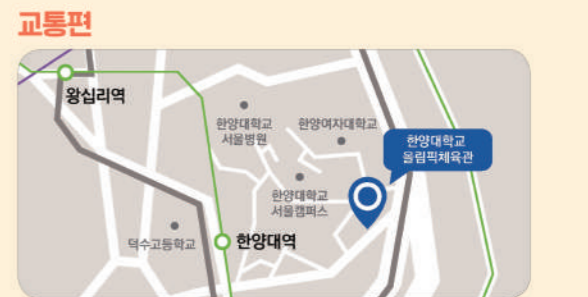 교통편
왕십리역
한양대학교
서울병원
한양여자대학교
한양대학교
올림픽체육관
한양대학교
서울캠퍼스
덕수고등학교
한양대역